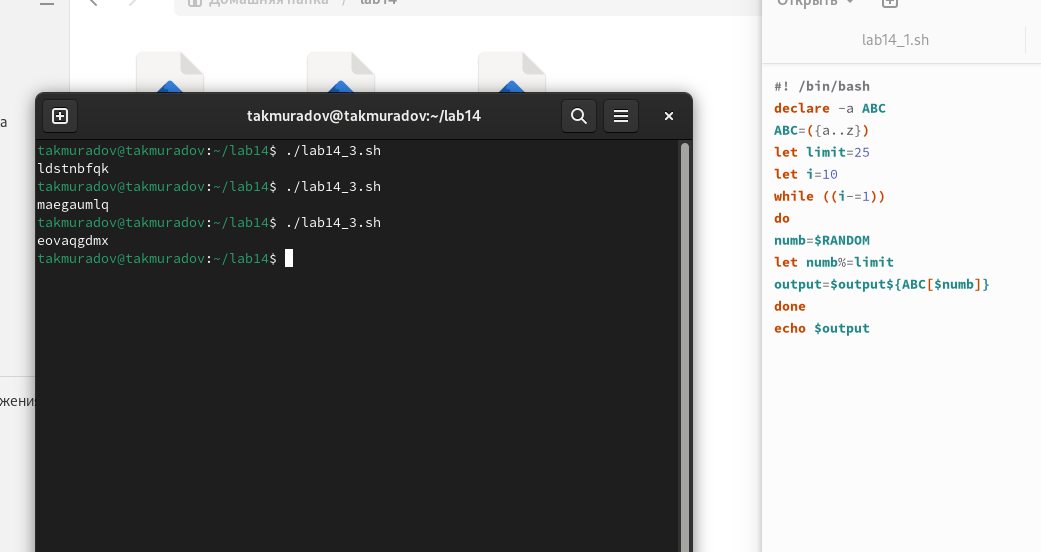 Домашняя папка / lab14
Открыть
lab14_1.sh
takmuradov@takmuradov:~/lab14
takmuradov@takmuradov:~/lab14$ ./lab14_3.sh
ldstnbfqk
takmuradov@takmuradov:~/lab14$ ./lab14_3.sh
maegaumlq
takmuradov@takmuradov:~/lab14$ ./lab14_3.sh
eovaqgdmx
takmuradov@takmuradov:~/lab14$
#! /bin/bash
declare -a ABC
ABC=({a..z})
let limit=25
let i=10
while ((i-=1))
do
numb=$RANDOM
let numb%=limit
output=$output${ABC[$numb]}
done
echo $output
а
жения